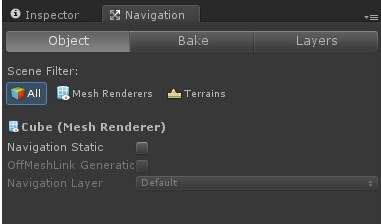 Inspector Navigation
Object Bake Layers
Scene Filter:
All Mesh Renderers Terrains
Cube (Mesh Renderer)
Navigation Static
OffMeshLink Generatic
Navigation Layer Default